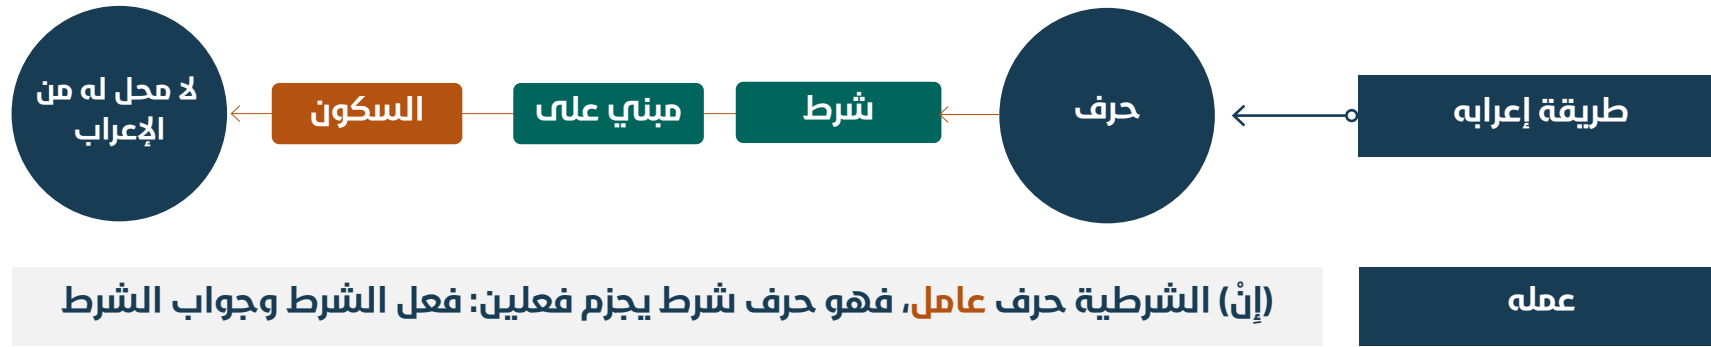 طريقة إعرابه
حرف
شرط
مبني على
السكون
لا محل له من
الإعراب
عمله
(إِنْ) الشرطية حرف عامل، فهو حرف شرط يجزم فعلين: فعل الشرط وجواب الشرط